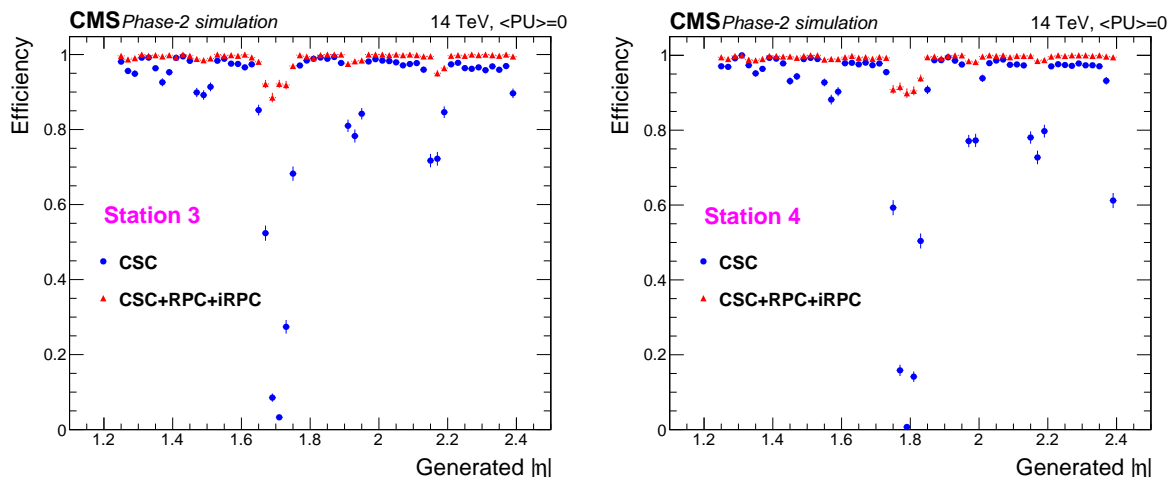 CMS Phase-2 simulation 14 TeV, <PU>=0
Efficiency
1
0.8
0.6
0.4
0.2
0
Station 3
CSC
CSC+RPC+iRPC
1.2 1.4 1.6 1.8 2 2.2 2.4
Generated |η|
CMS Phase-2 simulation 14 TeV, <PU>=0
Efficiency
1
0.8
0.6
0.4
0.2
0
Station 4
CSC
CSC+RPC+iRPC
1.2 1.4 1.6 1.8 2 2.2 2.4
Generated |η|